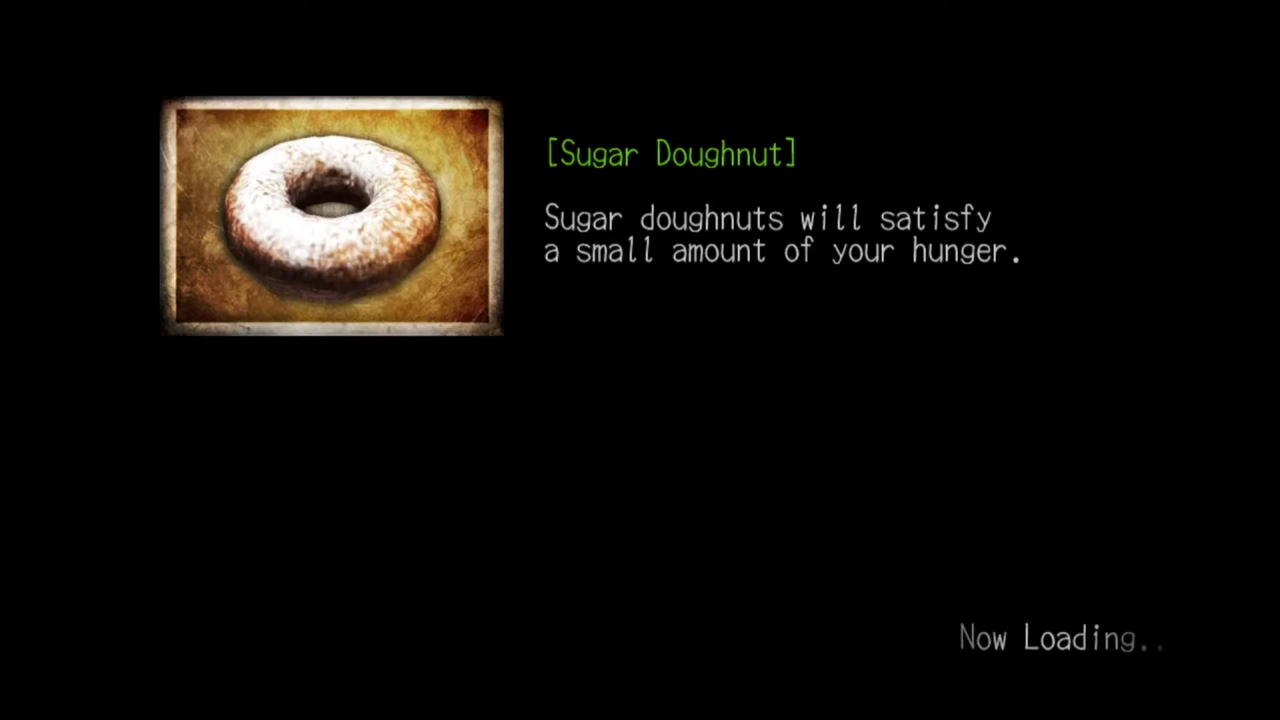 [Sugar Doughnut]
Sugar doughnuts will satisfy
a small amount of your hunger.
Now Loading..